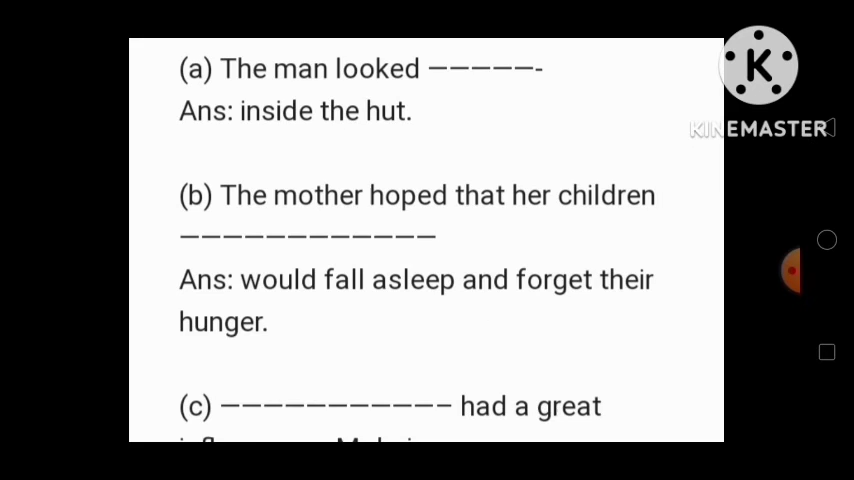 (a) The man looked —————-
Ans: inside the hut.
(b) The mother hoped that her children
————————————
Ans: would fall asleep and forget their
hunger.
(c) ———————————– had a great
K
KINEMASTER